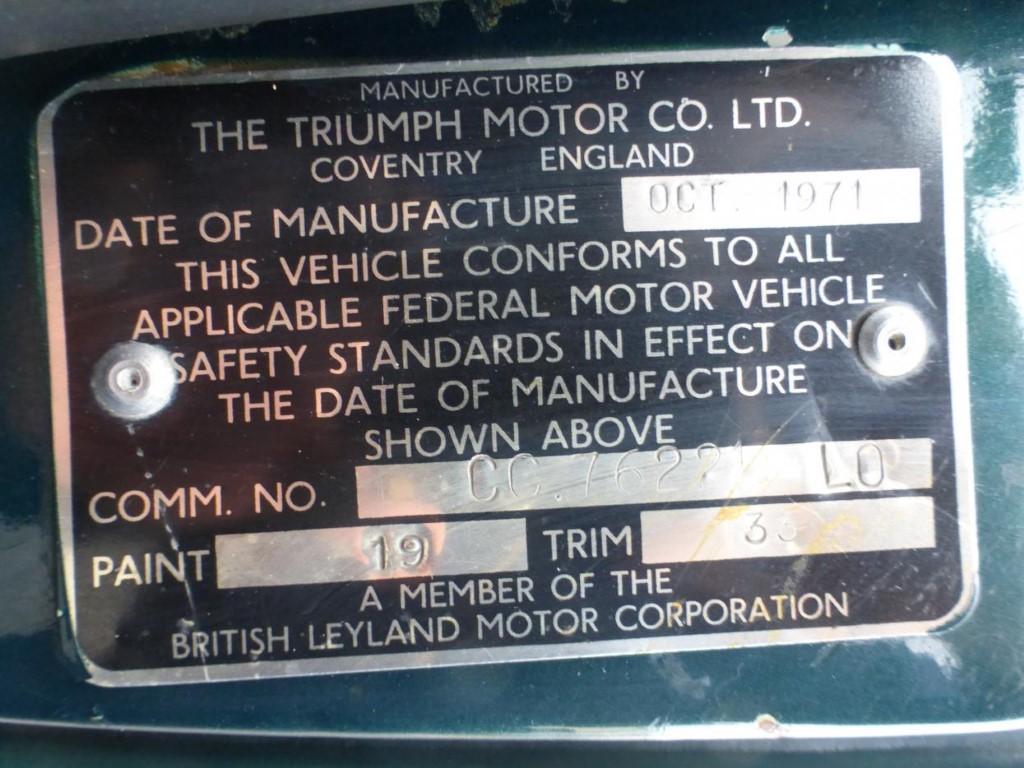 MANUFACTURED BY
THE TRIUMPH MOTOR CO. LTD.
COVENTRY ENGLAND
DATE OF MANUFACTURE OCT. 1971
THIS VEHICLE CONFORMS TO ALL
APPLICABLE FEDERAL MOTOR VEHICLE
SAFETY STANDARDS IN EFFECT ON
THE DATE OF MANUFACTURE
SHOWN ABOVE
COMM. NO. LO
PAINT 19 TRIM
A MEMBER OF THE
BRITISH LEYLAND MOTOR CORPORATION